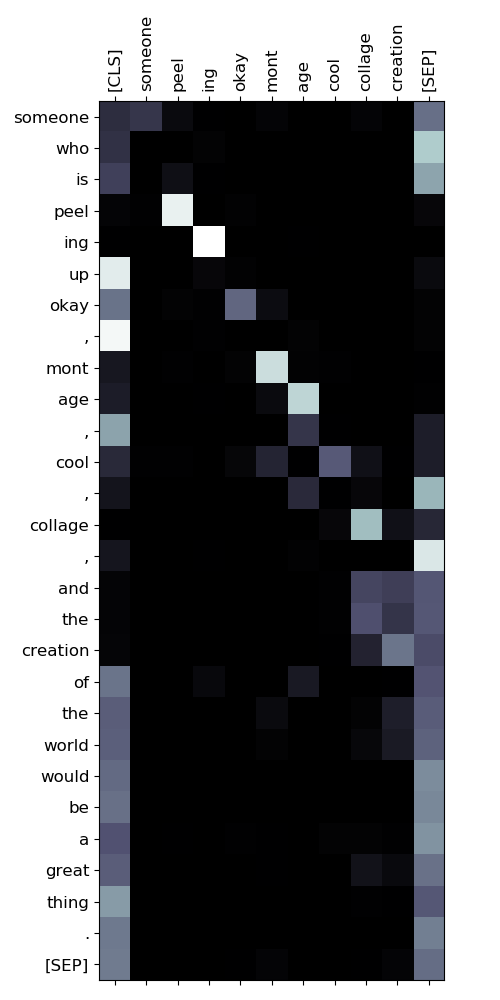 [CLS] someone peel ing okay mont age cool collage creation [SEP]
someone
who
is
peel
ing
up
okay
,
mont
age
,
cool
,
collage
,
and
the
creation
of
the
world
would
be
a
great
thing
.
[SEP]